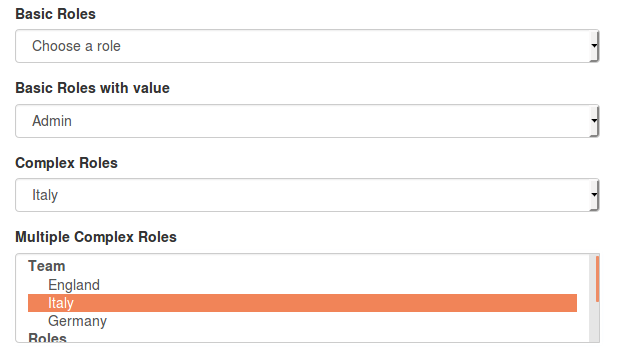 Basic Roles
Choose a role
Basic Roles with value
Admin
Complex Roles
Italy
Multiple Complex Roles
Team
England
Italy
Germany
Roles